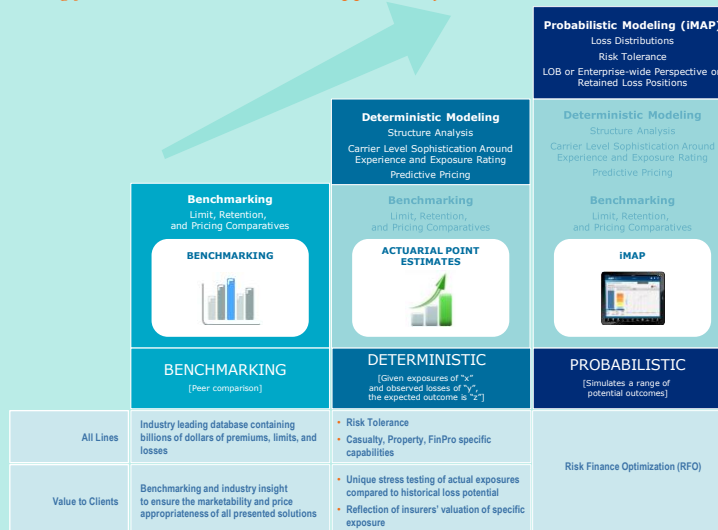 Probabilistic Modeling (iMAP)
Loss Distributions
Risk Tolerance
LOB or Enterprise-wide Perspective on
Retained Loss Positions
Deterministic Modeling
Structure Analysis
Carrier Level Sophistication Around
Experience and Exposure Rating
Predictive Pricing
Deterministic Modeling
Structure Analysis
Carrier Level Sophistication Around
Experience and Exposure Rating
Predictive Pricing
Benchmarking
Limit, Retention,
and Pricing Comparatives
Benchmarking
Limit, Retention,
and Pricing Comparatives
Benchmarking
Limit, Retention,
and Pricing Comparatives
BENCHMARKING
ACTUARIAL POINT
ESTIMATES
iMAP
BENCHMARKING
[Peer comparison]
DETERMINISTIC
[Given exposures of “x”
and observed losses of “y”,
the expected outcome is “z”]
PROBABILISTIC
[Simulates a range of
potential outcomes]
All Lines
Industry leading database containing
billions of dollars of premiums, limits, and
losses
• Risk Tolerance
• Casualty, Property, FinPro specific
capabilities
Risk Finance Optimization (RFO)
Value to Clients
Benchmarking and industry insight
to ensure the marketability and price
appropriateness of all presented solutions
• Unique stress testing of actual exposures
compared to historical loss potential
• Reflection of insurers’ valuation of specific
exposure